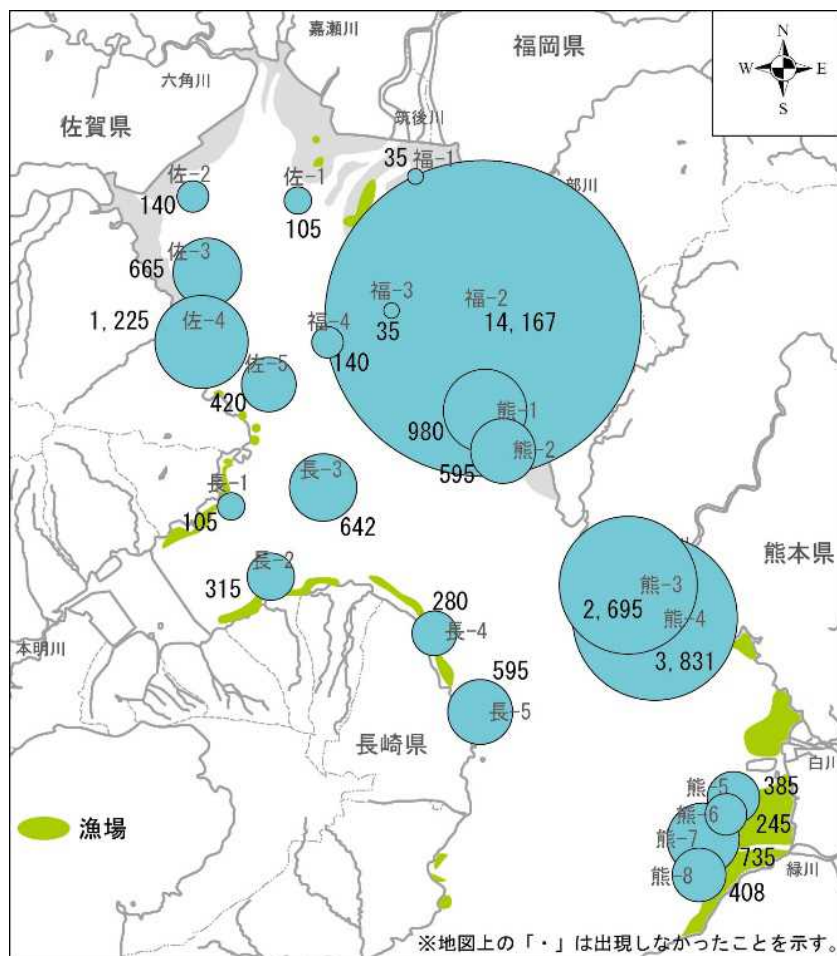 嘉瀬川
福岡県
N
W E
S
六角川
佐賀県
筑後川
佐-2
140
佐-1
105
35
福-1
部川
佐-3
665
1,225
佐-4
福-3
35
福-2
14,167
福-4
140
佐-5
420
熊-1
980
熊-2
595
長-1
105
長-3
642
熊本県
長-2
315
熊-3
2,695
熊-4
3,831
280
長-4
本明川
595
長-5
長崎県
白川
熊-5
385
熊-6
245
漁場
熊-7
735
緑川
熊-8
408
※地図上の「・」は出現しなかったことを示す。